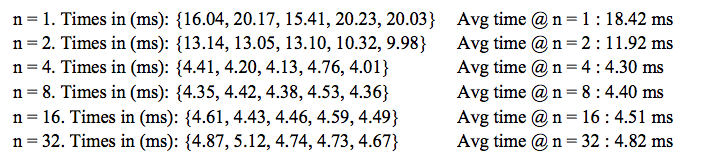 n = 1. Times in (ms): {16.04, 20.17, 15.41, 20.23, 20.03} Avg time @ n = 1 : 18.42 ms
n = 2. Times in (ms): {13.14, 13.05, 13.10, 10.32, 9.98} Avg time @ n = 2 : 11.92 ms
n = 4. Times in (ms): {4.41, 4.20, 4.13, 4.76, 4.01} Avg time @ n = 4 : 4.30 ms
n = 8. Times in (ms): {4.35, 4.42, 4.38, 4.53, 4.36} Avg time @ n = 8 : 4.40 ms
n = 16. Times in (ms): {4.61, 4.43, 4.46, 4.59, 4.49} Avg time @ n = 16 : 4.51 ms
n = 32. Times in (ms): {4.87, 5.12, 4.74, 4.73, 4.67} Avg time @ n = 32 : 4.82 ms